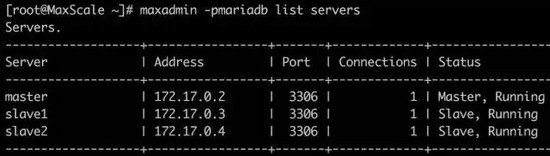 [root@MaxScale ~]# maxadmin -pmariadb list servers
Servers.
-------------------+-----------------+-------+-------------+--------------------
Server             | Address         | Port  | Connections | Status
-------------------+-----------------+-------+-------------+--------------------
master             | 172.17.0.2      |  3306 |           1 | Master, Running
slave1             | 172.17.0.3      |  3306 |           1 | Slave, Running
slave2             | 172.17.0.4      |  3306 |           1 | Slave, Running
-------------------+-----------------+-------+-------------+--------------------